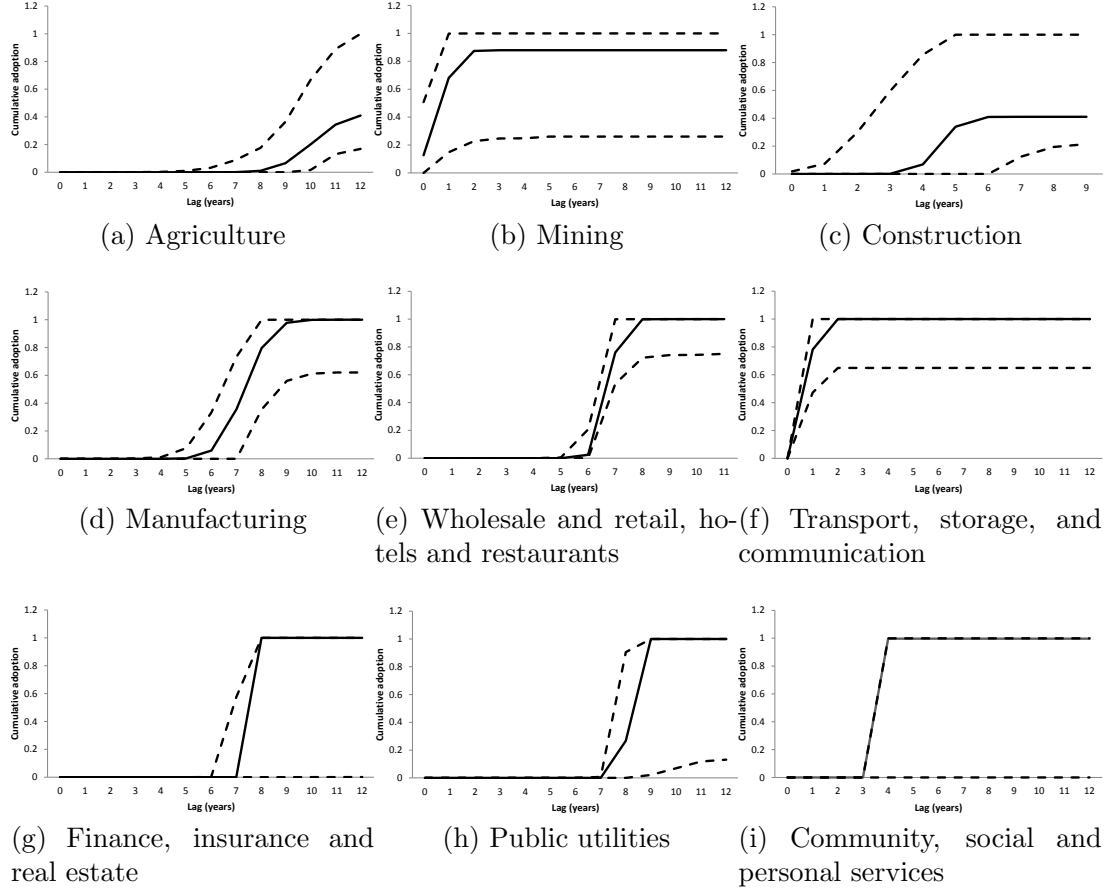 1.2
1
0.8
0.6
0.4
0.2
0
Cumulative adoption
0 1 2 3 4 5 6 7 8 9 10 11 12
Lag (years)
(a) Agriculture
1.2
1
0.8
0.6
0.4
0.2
0
Cumulative adoption
0 1 2 3 4 5 6 7 8 9 10 11 12
Lag (years)
(b) Mining
1.2
1
0.8
0.6
0.4
0.2
0
Cumulative adoption
0 1 2 3 4 5 6 7 8 9
Lag (years)
(c) Construction
1.2
1
0.8
0.6
0.4
0.2
0
Cumulative adoption
0 1 2 3 4 5 6 7 8 9 10 11 12
Lag (years)
(d) Manufacturing
1.2
1
0.8
0.6
0.4
0.2
0
Cumulative adoption
0 1 2 3 4 5 6 7 8 9 10 11
Lag (years)
(e) Wholesale and retail, ho-
tels and restaurants
1.2
1
0.8
0.6
0.4
0.2
0
Cumulative adoption
0 1 2 3 4 5 6 7 8 9 10 11 12
Lag (years)
(f) Transport, storage, and
communication
1.2
1
0.8
0.6
0.4
0.2
0
Cumulative adoption
0 1 2 3 4 5 6 7 8 9 10 11 12
Lag (years)
(g) Finance, insurance and
real estate
1.2
1
0.8
0.6
0.4
0.2
0
Cumulative adoption
0 1 2 3 4 5 6 7 8 9 10 11 12
Lag (years)
(h) Public utilities
1.2
1
0.8
0.6
0.4
0.2
0
Cumulative adoption
0 1 2 3 4 5 6 7 8 9 10 11 12
Lag (years)
(i) Community, social and
personal services